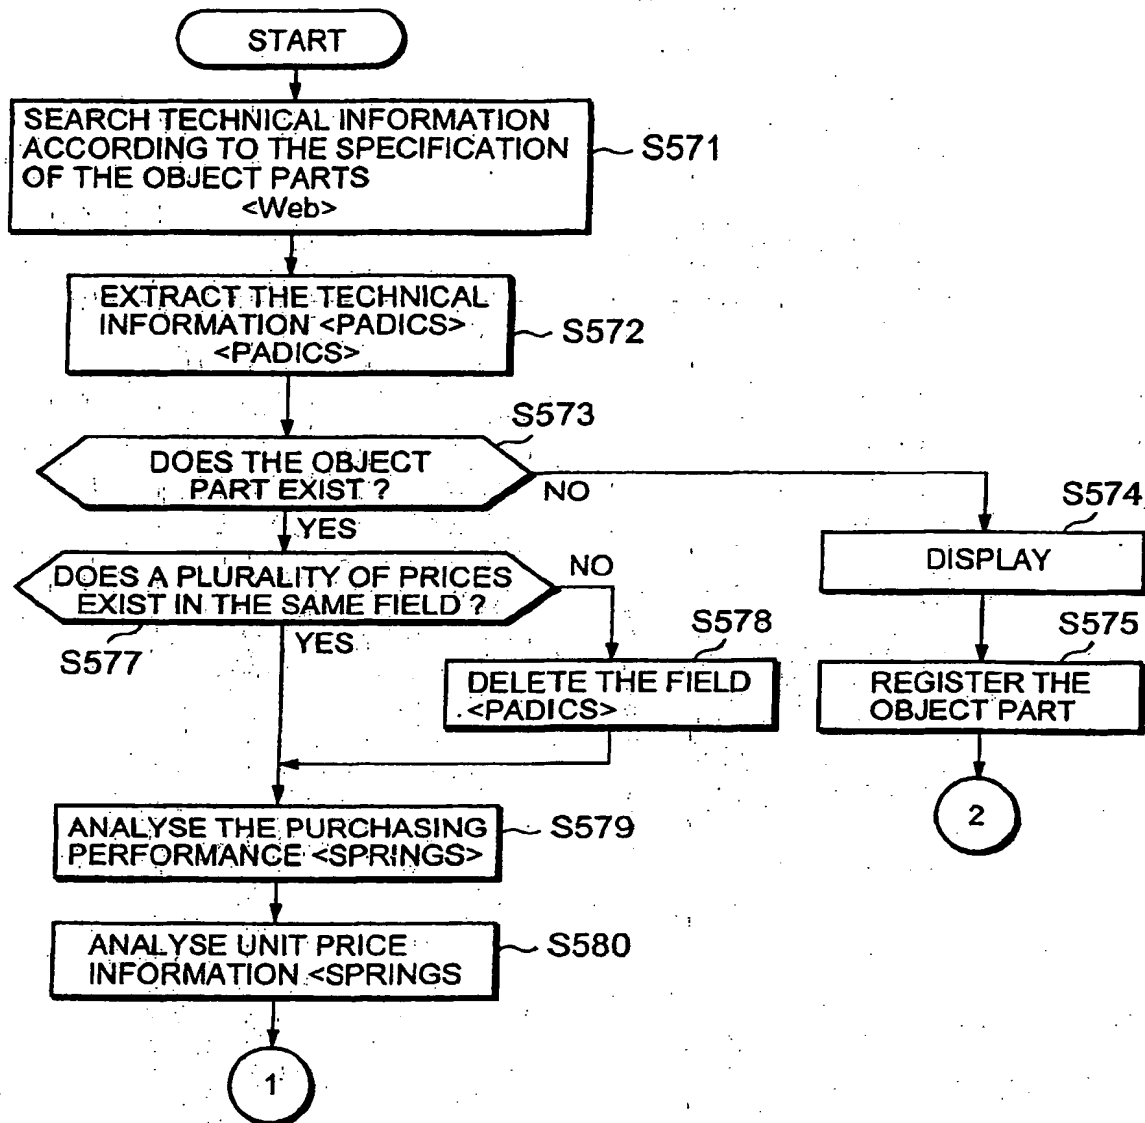 START
SEARCH TECHNICAL INFORMATION
ACCORDING TO THE SPECIFICATION
OF THE OBJECT PARTS
<Web>
S571
EXTRACT THE TECHNICAL
INFORMATION <PADICS>
<PADICS>
S572
S573
DOES THE OBJECT
PART EXIST ?
NO
YES
S574
DISPLAY
DOES A PLURALITY OF PRICES
EXIST IN THE SAME FIELD ?
NO
S577
YES
S578
DELETE THE FIELD
<PADICS>
S575
REGISTER THE
OBJECT PART
2
ANALYSE THE PURCHASING
PERFORMANCE <SPRINGS>
S579
ANALYSE UNIT PRICE
INFORMATION <SPRINGS
S580
1